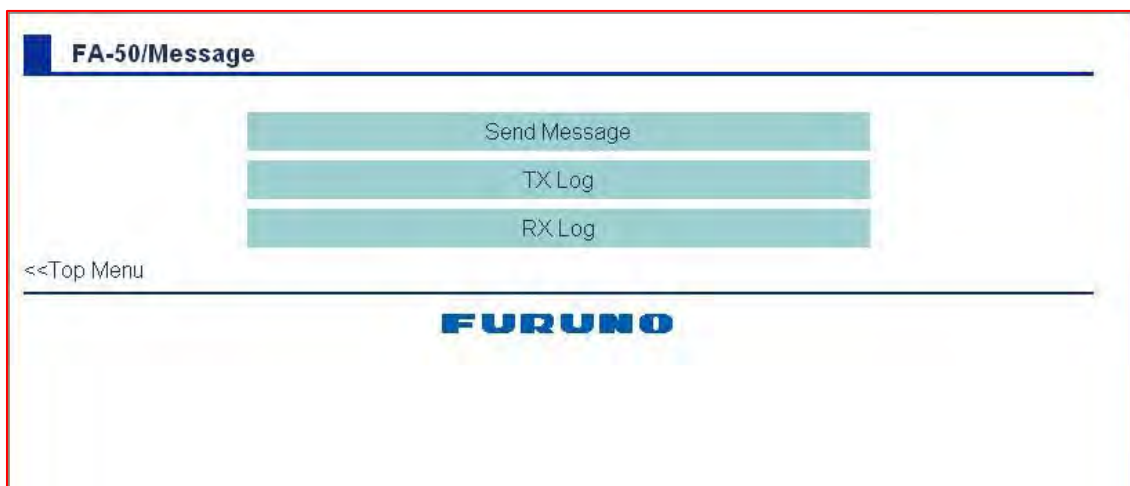 FA-50/Message
Send Message
TX Log
RX Log
<<Top Menu
FURUNO